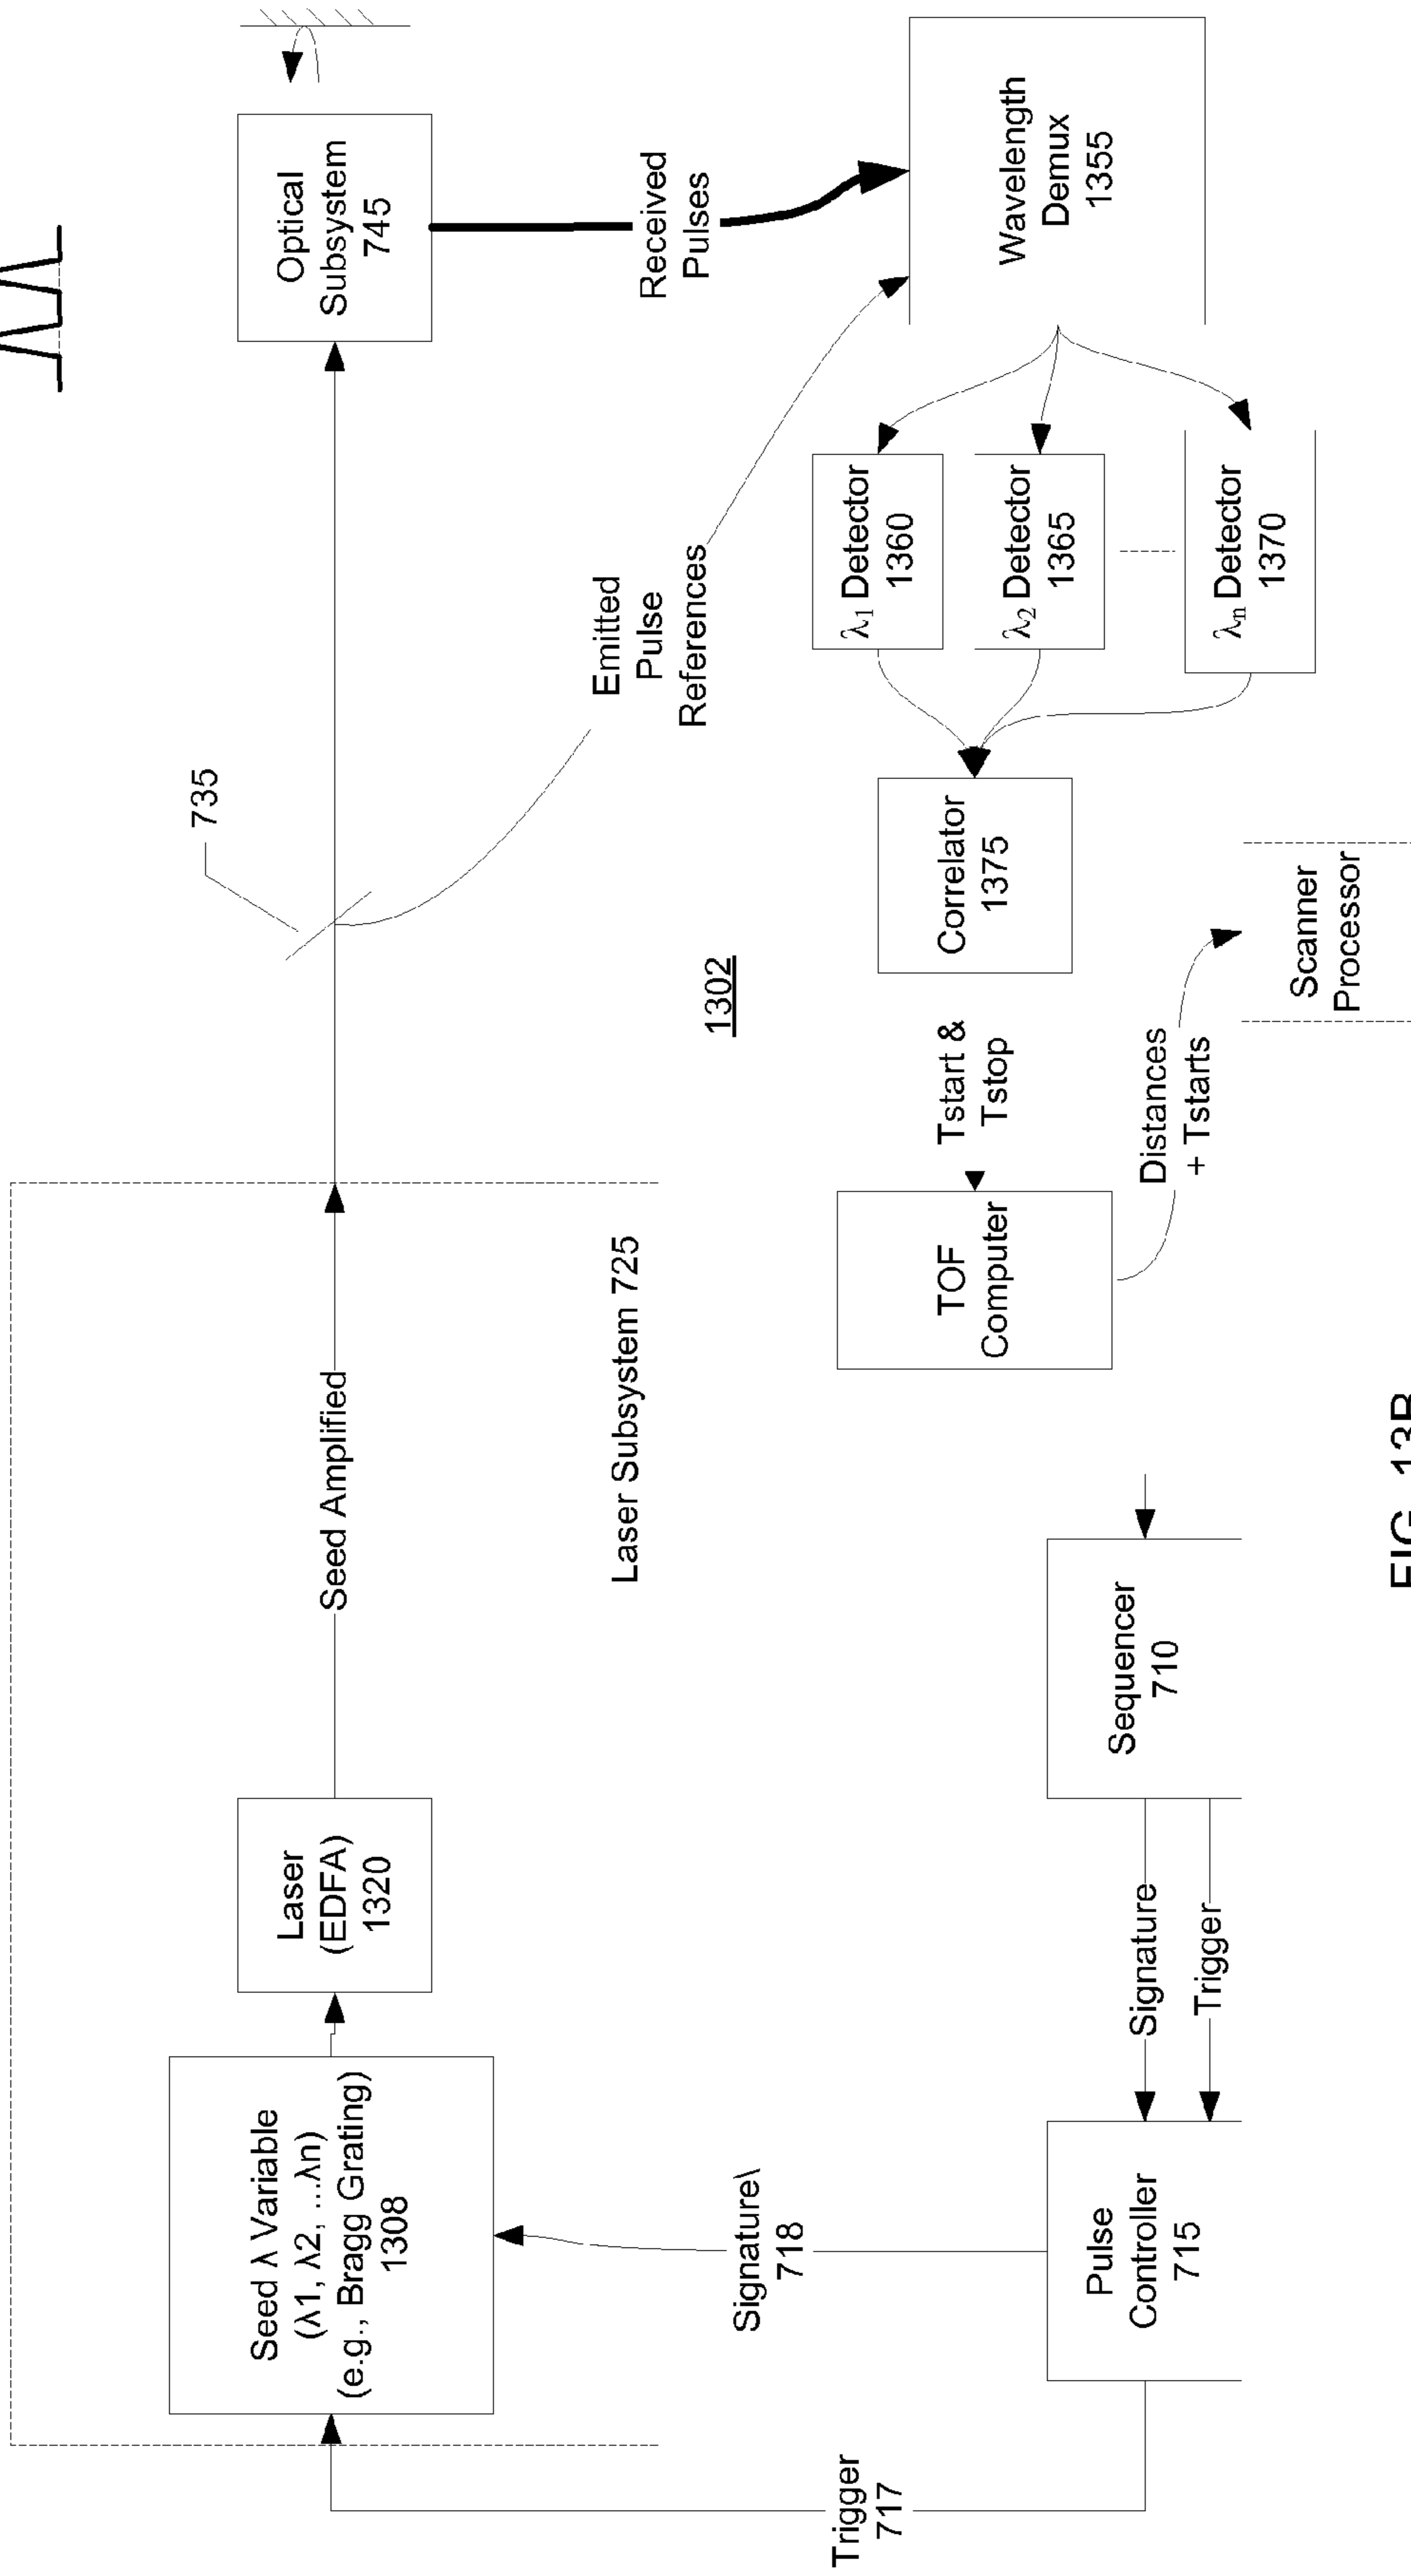 Seed λ Variable
(λ1, λ2, ...λn)
(e.g., Bragg Grating)
1308
Laser
(EDFA)
1320
Seed Amplified
735
Optical
Subsystem
745
Laser Subsystem 725
Emitted
Pulse
References
Received
Pulses
1302
Trigger
717
Signature\
718
λ1 Detector
1360
λ2 Detector
1365
λn Detector
1370
Wavelength
Demux
1355
Correlator
1375
Tstart &
Tstop
TOF
Computer
Distances
+ Tstarts
Scanner
Processor
Pulse
Controller
715
Signature
Trigger
Sequencer
710
FIG. 13B